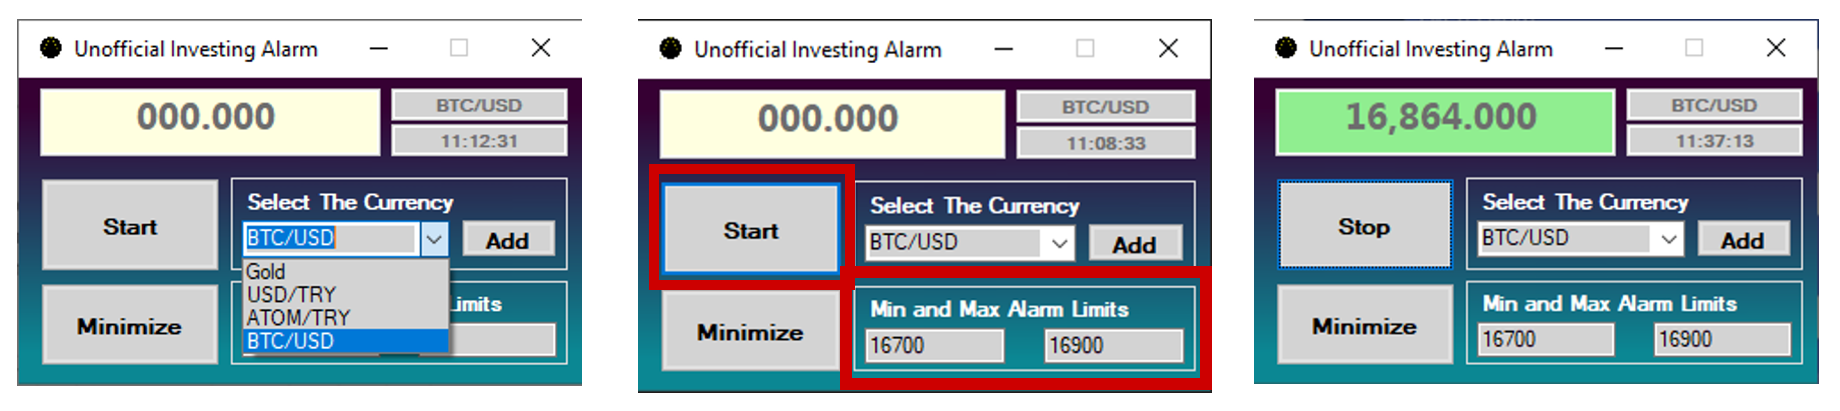 Unofficial Investing Alarm
000.000
BTC/USD
11:12:31
Start
Select The Currency
BTC/USD
Add
Gold
USD/TRY
ATOM/TRY
BTC/USD
Minimize
Limits
Unofficial Investing Alarm
000.000
BTC/USD
11:08:33
Start
Select The Currency
BTC/USD
Add
Minimize
Min and Max Alarm Limits
16700
16900
Unofficial Investing Alarm
16,864.000
BTC/USD
11:37:13
Stop
Select The Currency
BTC/USD
Add
Minimize
Min and Max Alarm Limits
16700
16900